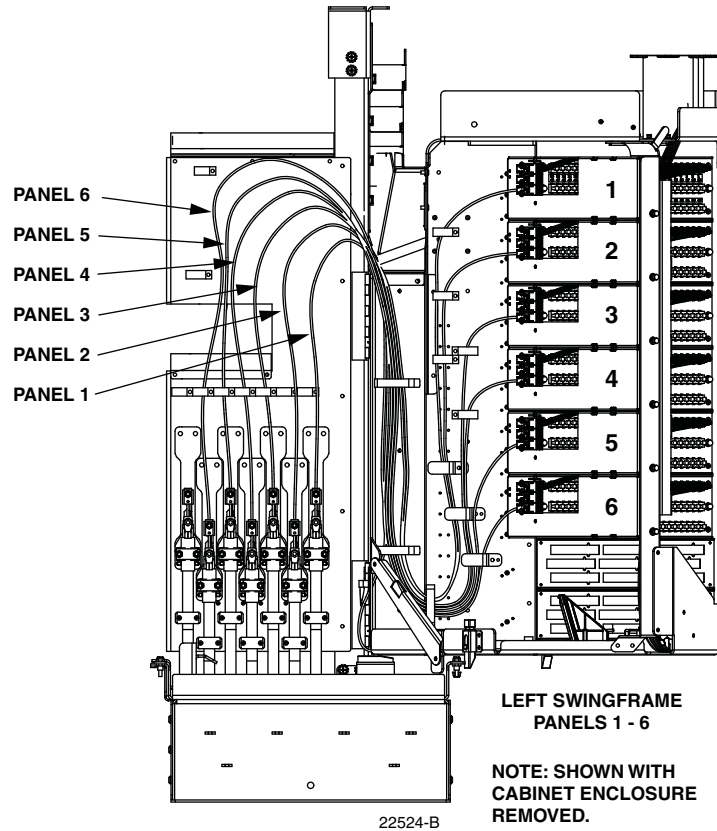 PANEL 6
PANEL 5
PANEL 4
PANEL 3
PANEL 2
PANEL 1
1
2
3
4
5
6
LEFT SWINGFRAME
PANELS 1 - 6
NOTE: SHOWN WITH
CABINET ENCLOSURE
REMOVED.
22524-B